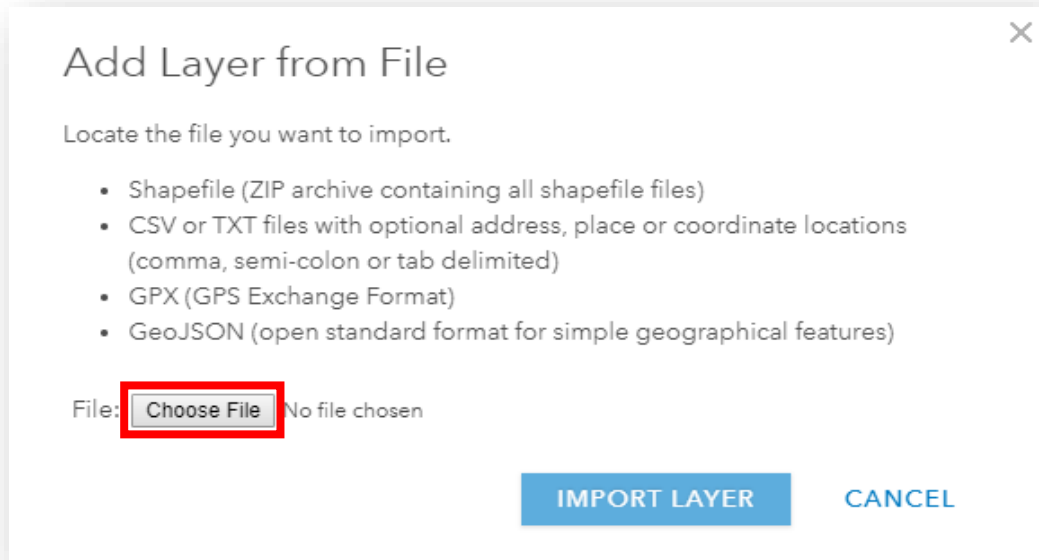 Add Layer from File
Locate the file you want to import.
• Shapefile (ZIP archive containing all shapefile files)
• CSV or TXT files with optional address, place or coordinate locations
(comma, semi-colon or tab delimited)
• GPX (GPS Exchange Format)
• GeoJSON (open standard format for simple geographical features)
File: Choose File No file chosen
IMPORT LAYER CANCEL